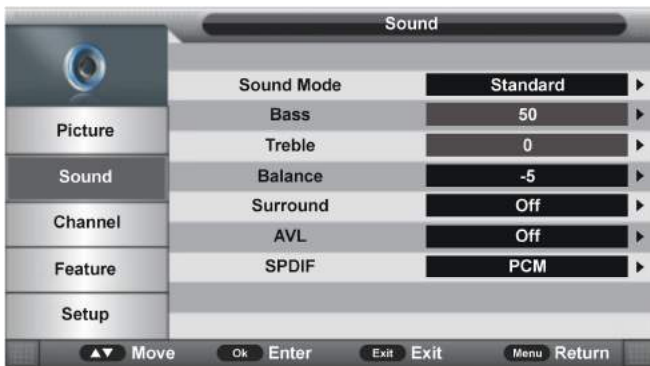 Sound
Sound Mode Standard
Bass 50
Treble 0
Balance -5
Surround Off
AVL Off
SPDIF PCM
Picture
Sound
Channel
Feature
Setup
▲▼ Move Ok Enter Exit Exit Menu Return